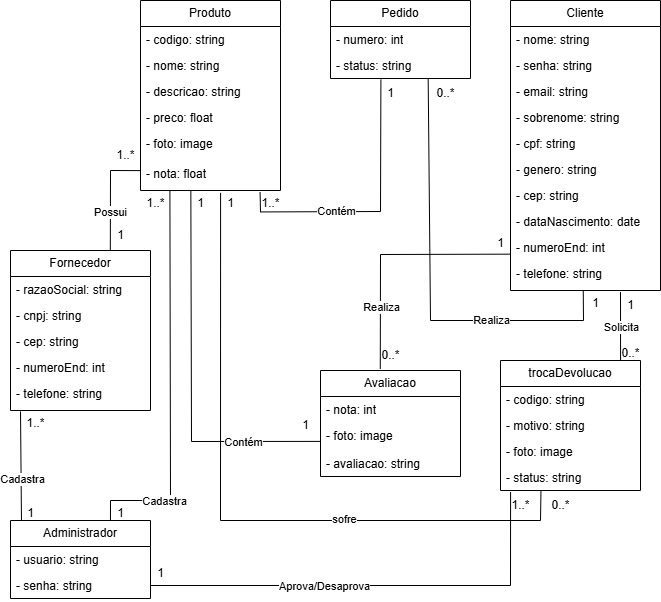 Produto
- codigo: string
- nome: string
- descricao: string
- preco: float
- foto: image
- nota: float
Pedido
- numero: int
- status: string
Cliente
- nome: string
- senha: string
- email: string
- sobrenome: string
- cpf: string
- genero: string
- cep: string
- dataNascimento: date
- numeroEnd: int
- telefone: string
1
0..*
1..*
Possui
1
1..*
1
1
1..*
Contém
Fornecedor
- razaoSocial: string
- cnpj: string
- cep: string
- numeroEnd: int
- telefone: string
1
Realiza
0..*
Realiza
1
1
Solicita
0..*
Avaliacao
- nota: int
- foto: image
- avaliacao: string
trocaDevolucao
- codigo: string
- motivo: string
- foto: image
- status: string
1..*
1
Contém
Cadastra
1
Cadastra
1
1..*
0..*
sofre
Administrador
- usuario: string
- senha: string
1
Aprova/Desaprova